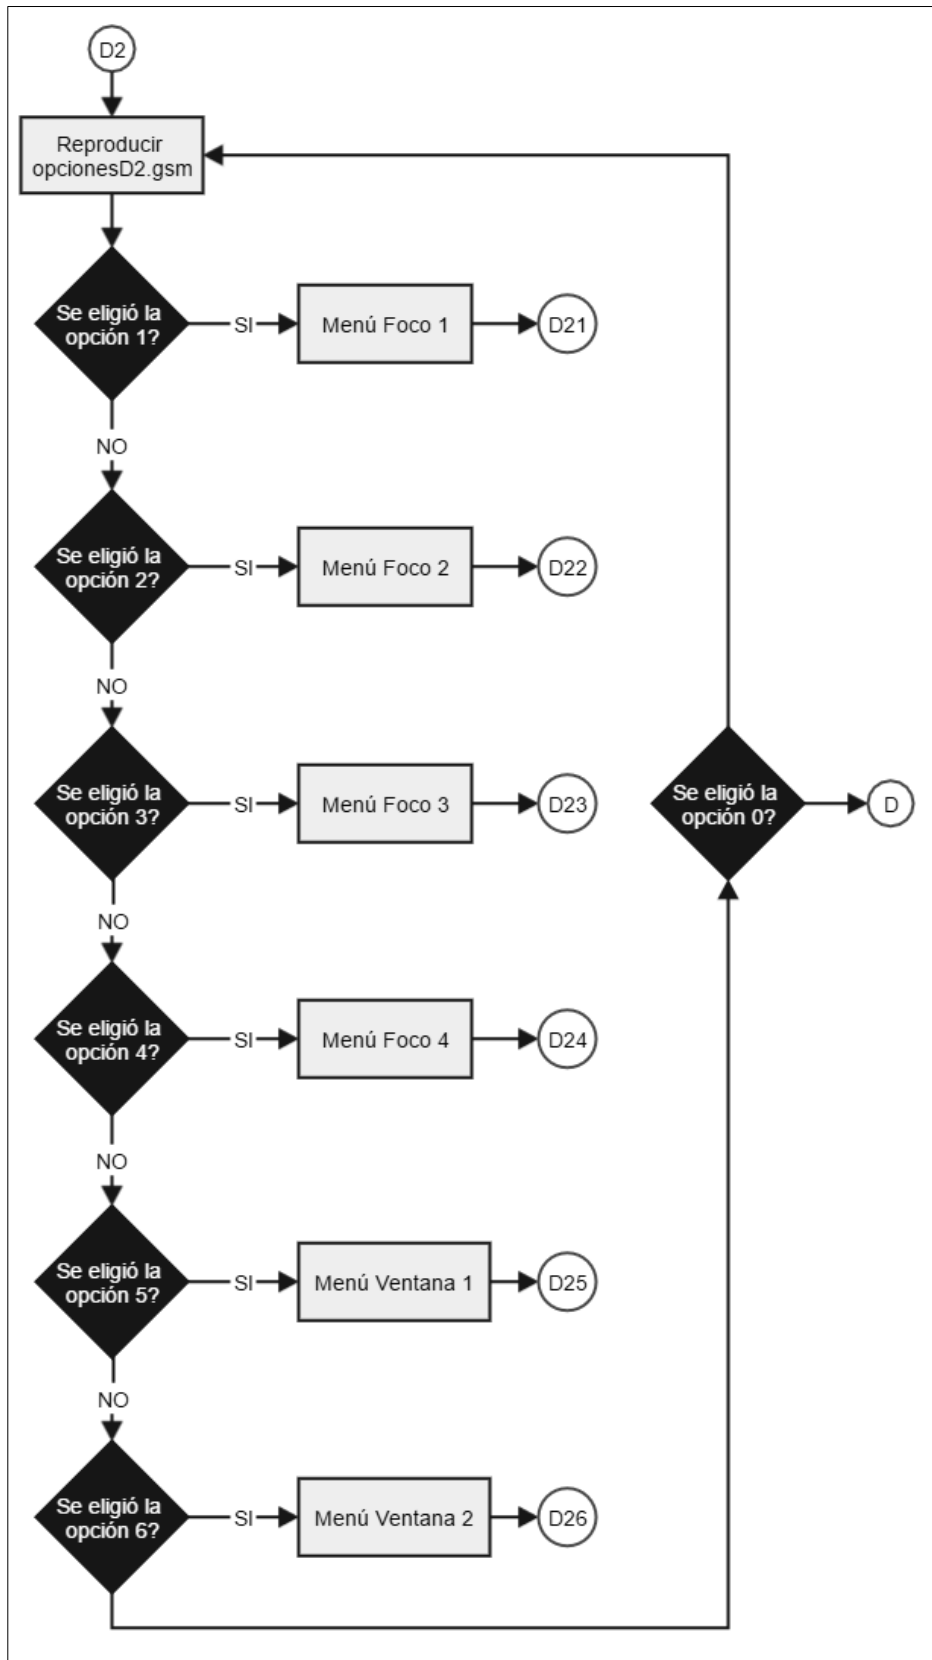 D2
Reproducir
opcionesD2.gsm
Se eligió la
opción 1?
SI
Menú Foco 1
D21
NO
Se eligió la
opción 2?
SI
Menú Foco 2
D22
NO
Se eligió la
opción 3?
SI
Menú Foco 3
D23
Se eligió la
opción 0?
D
NO
Se eligió la
opción 4?
SI
Menú Foco 4
D24
NO
Se eligió la
opción 5?
SI
Menú Ventana 1
D25
NO
Se eligió la
opción 6?
SI
Menú Ventana 2
D26